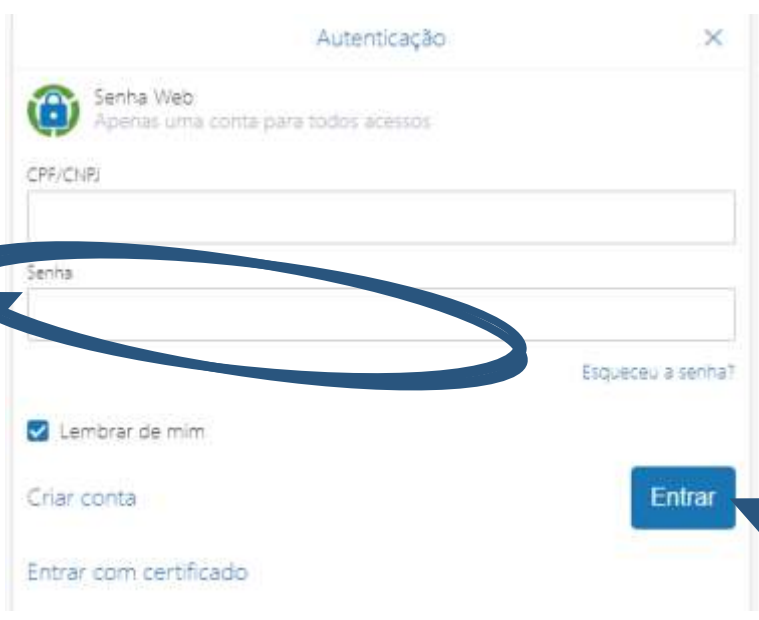 Autenticação
Senha Web
Apenas uma conta para todos acessos
CPF/CNPJ
Senha
Esqueceu a senha?
Lembrar de mim
Criar conta
Entrar
Entrar com certificado